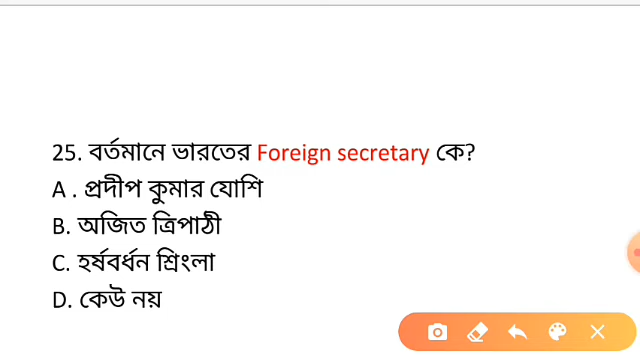 25. বর্তমানে ভারতের Foreign secretary কে?
A . প্রদীপ কুমার যোশি
B. অজিত ত্রিপাঠী
C. হর্ষবর্ধন শ্রিংলা
D. কেউ নয়